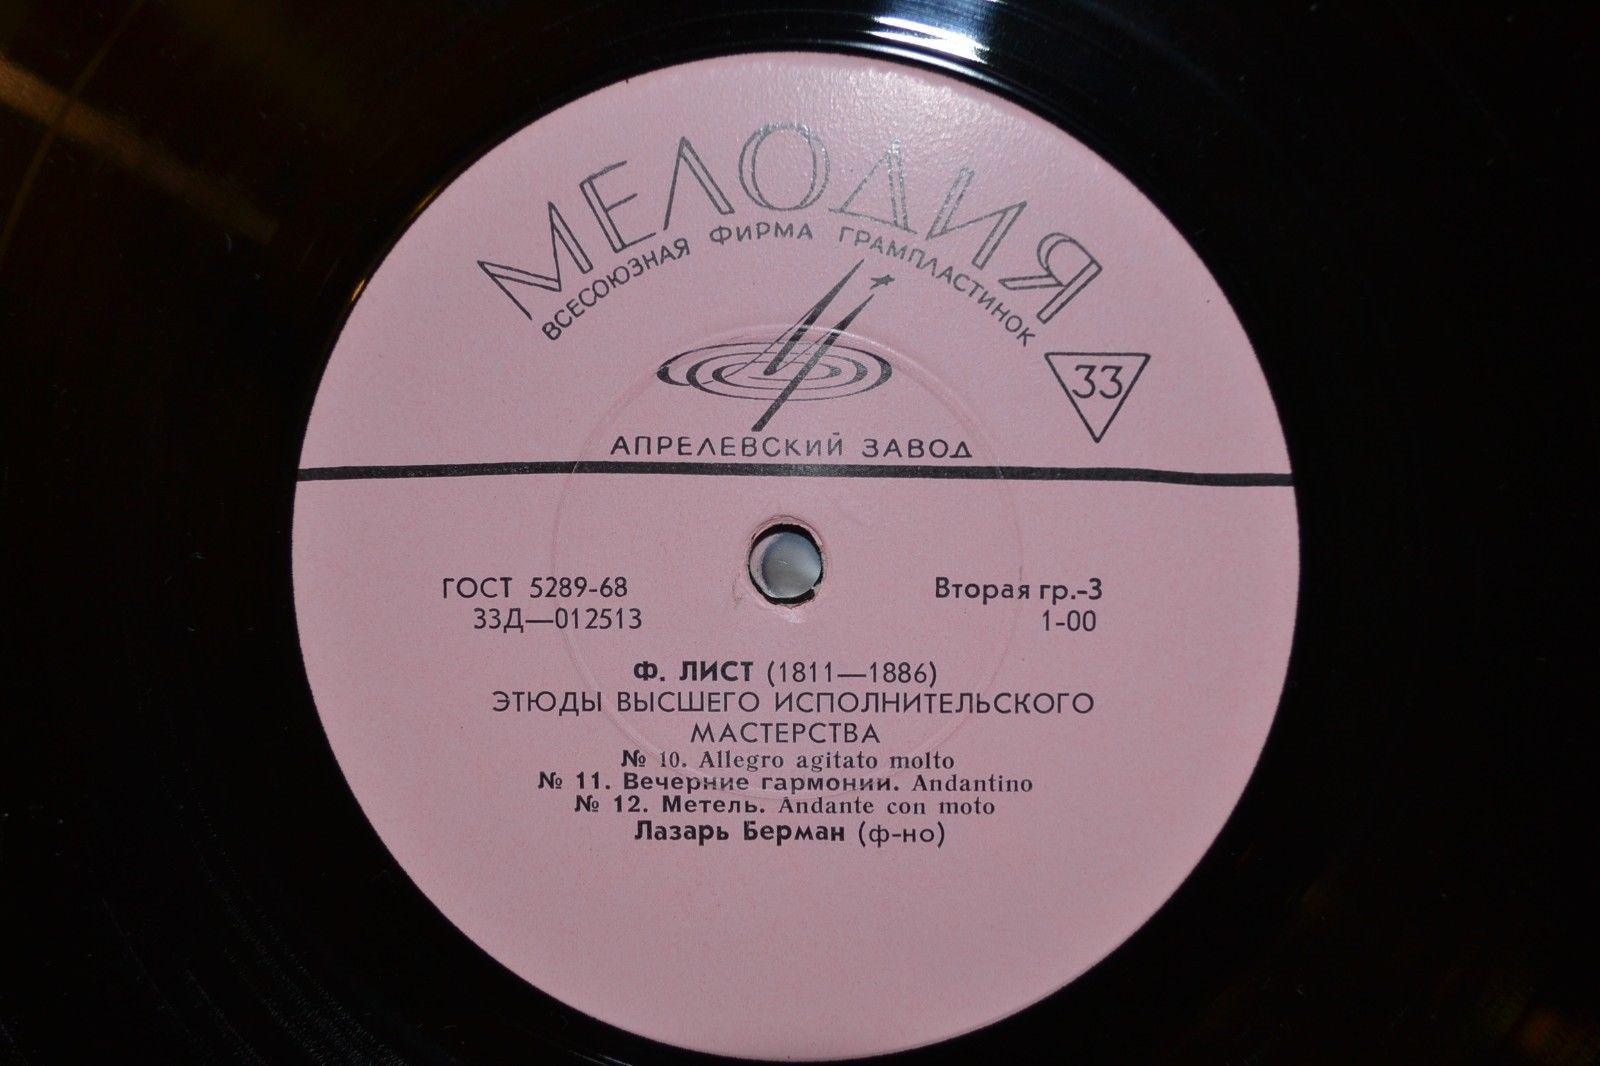 МЕЛОДИЯ
ВСЕСОЮЗНАЯ ФИРМА ГРАМПЛАСТИНОК
33
АПРЕЛЕВСКИЙ ЗАВОД
ГОСТ 5289-68 Вторая гр.-3
33Д—012513 1-00
Ф. ЛИСТ (1811—1886)
ЭТЮДЫ ВЫСШЕГО ИСПОЛНИТЕЛЬСКОГО
МАСТЕРСТВА
№ 10. Allegro agitato molto
№ 11. Вечерние гармонии. Andantino
№ 12. Метель. Andante con moto
Лазарь Берман (ф-но)